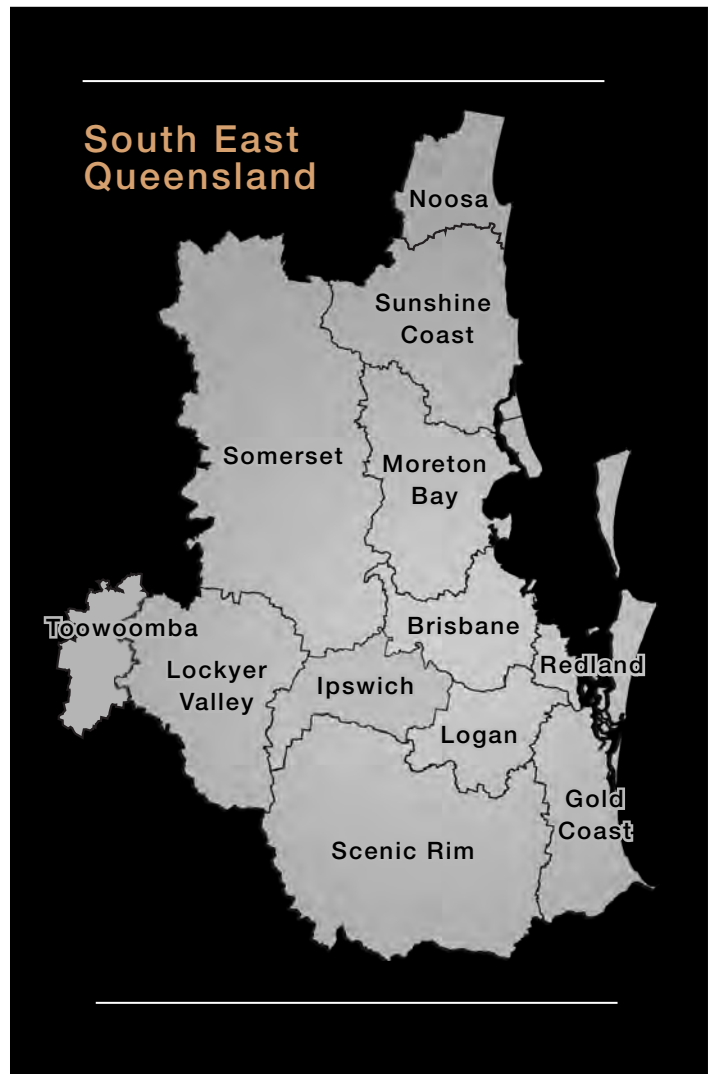 South East
Queensland
Noosa
Sunshine
Coast
Somerset
Moreton
Bay
Toowoomba
Brisbane
Lockyer
Valley
Ipswich
Redland
Logan
Gold
Coast
Scenic Rim